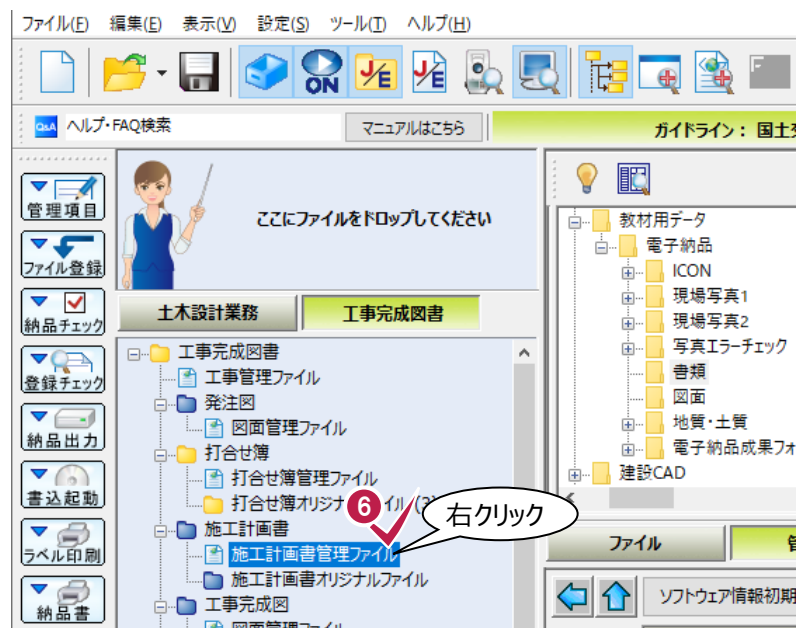 ファイル(F) 編集(E) 表示(V) 設定(S) ツール(T) ヘルプ(H)
ON J/E J/E
Q&A ヘルプ・FAQ検索 マニュアルはこちら ガイドライン： 国土
管理項目
ファイル登録
納品チェック
登録チェック
納品出力
書込起動
ラベル印刷
納品書
ここにファイルをドロップしてください
土木設計業務 工事完成図書
工事完成図書
工事管理ファイル
発注図
図面管理ファイル
打合せ簿
打合せ簿管理ファイル
打合せ簿オリジナ
施工計画書
施工計画書管理ファイル
施工計画書オリジナルファイル
工事完成図
図面管理ファイル
6 右クリック
教材用データ
電子納品
ICON
現場写真1
現場写真2
写真エラーチェック
書類
図面
地質・土質
電子納品成果フォ
建設CAD
ファイル
ソフトウェア情報初期